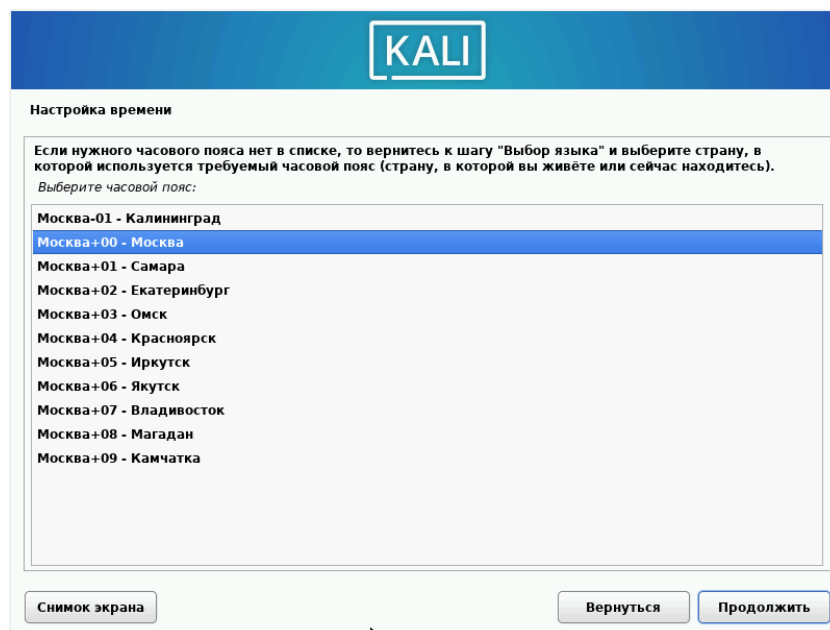 KALI
Настройка времени
Если нужного часового пояса нет в списке, то вернитесь к шагу "Выбор языка" и выберите страну, в
которой используется требуемый часовой пояс (страну, в которой вы живёте или сейчас находитесь).
Выберите часовой пояс:
Москва-01 - Калининград
Москва+00 - Москва
Москва+01 - Самара
Москва+02 - Екатеринбург
Москва+03 - Омск
Москва+04 - Красноярск
Москва+05 - Иркутск
Москва+06 - Якутск
Москва+07 - Владивосток
Москва+08 - Магадан
Москва+09 - Камчатка
Снимок экрана
Вернуться
Продолжить